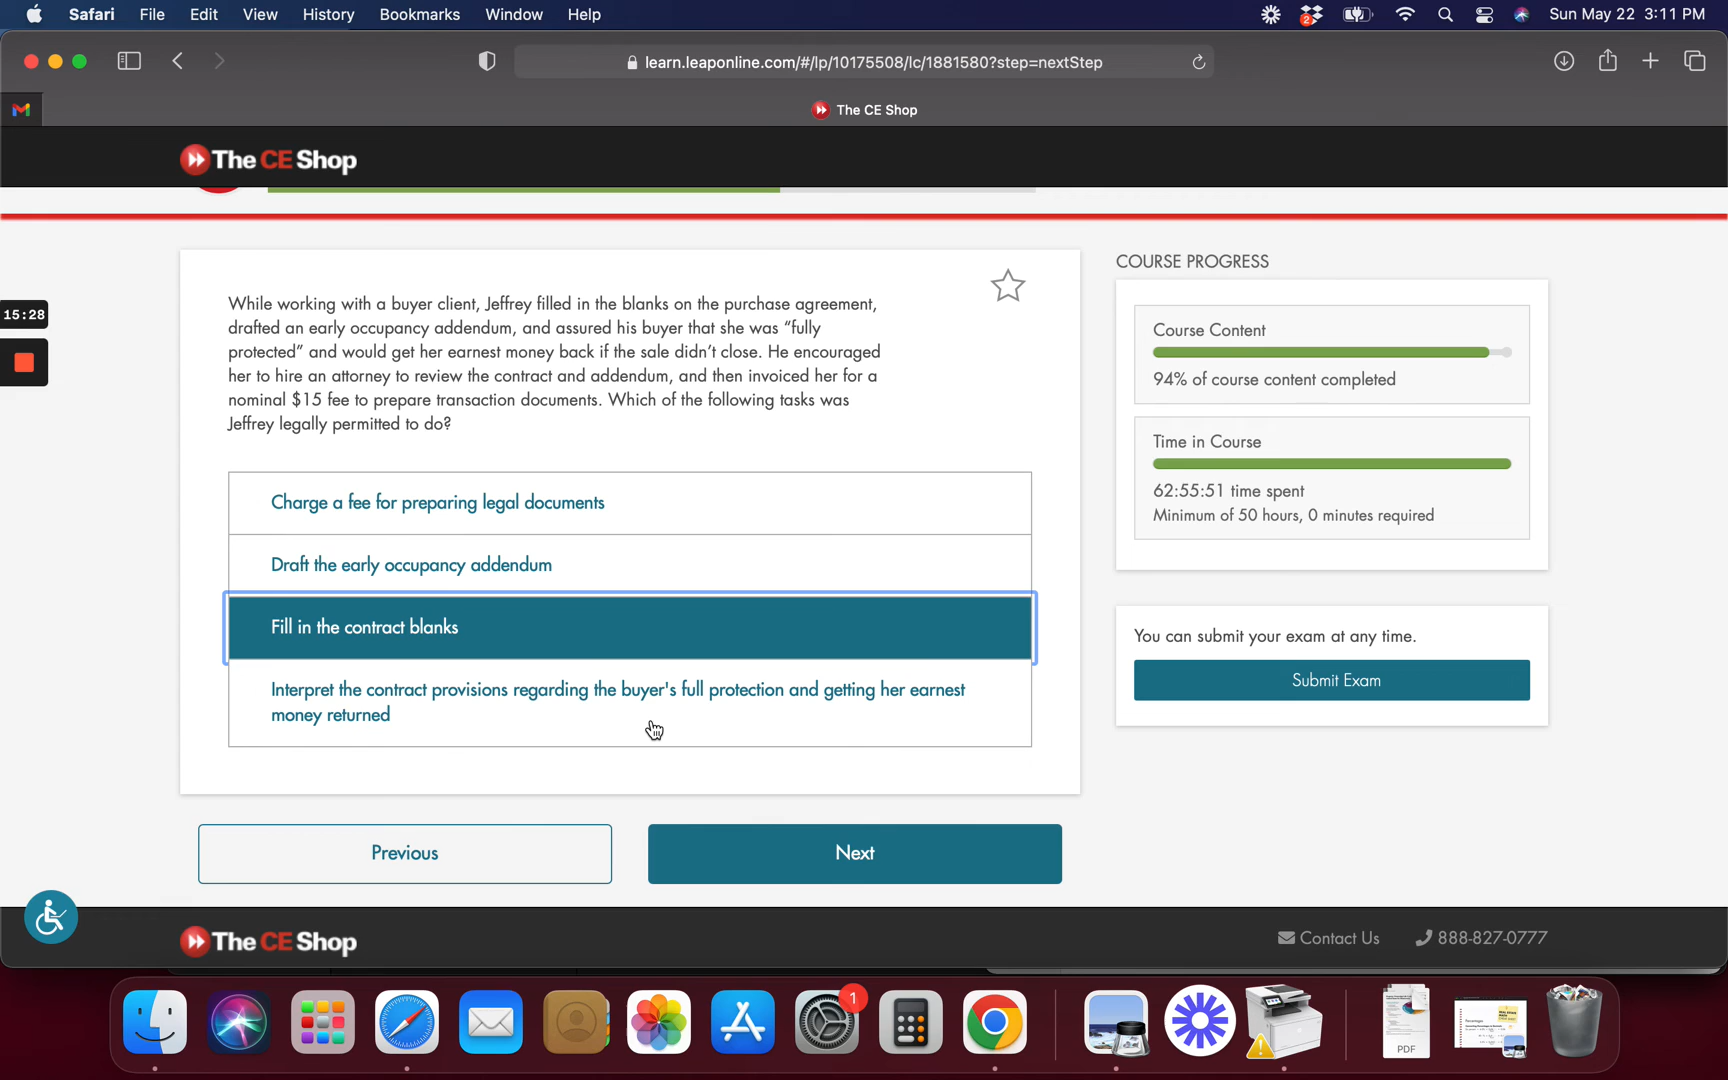 Safari File Edit View History Bookmarks Window Help
2
Sun May 22 3:11 PM
learn.leaponline.com/#/lp/10175508/lc/1881580?step=nextStep
The CE Shop
The CE Shop
15:28
While working with a buyer client, Jeffrey filled in the blanks on the purchase agreement,
drafted an early occupancy addendum, and assured his buyer that she was “fully
protected” and would get her earnest money back if the sale didn’t close. He encouraged
her to hire an attorney to review the contract and addendum, and then invoiced her for a
nominal $15 fee to prepare transaction documents. Which of the following tasks was
Jeffrey legally permitted to do?
Charge a fee for preparing legal documents
Draft the early occupancy addendum
Fill in the contract blanks
Interpret the contract provisions regarding the buyer's full protection and getting her earnest
money returned
Previous
Next
COURSE PROGRESS
Course Content
94% of course content completed
Time in Course
62:55:51 time spent
Minimum of 50 hours, 0 minutes required
You can submit your exam at any time.
Submit Exam
The CE Shop
Contact Us
888-827-0777
1
PDF